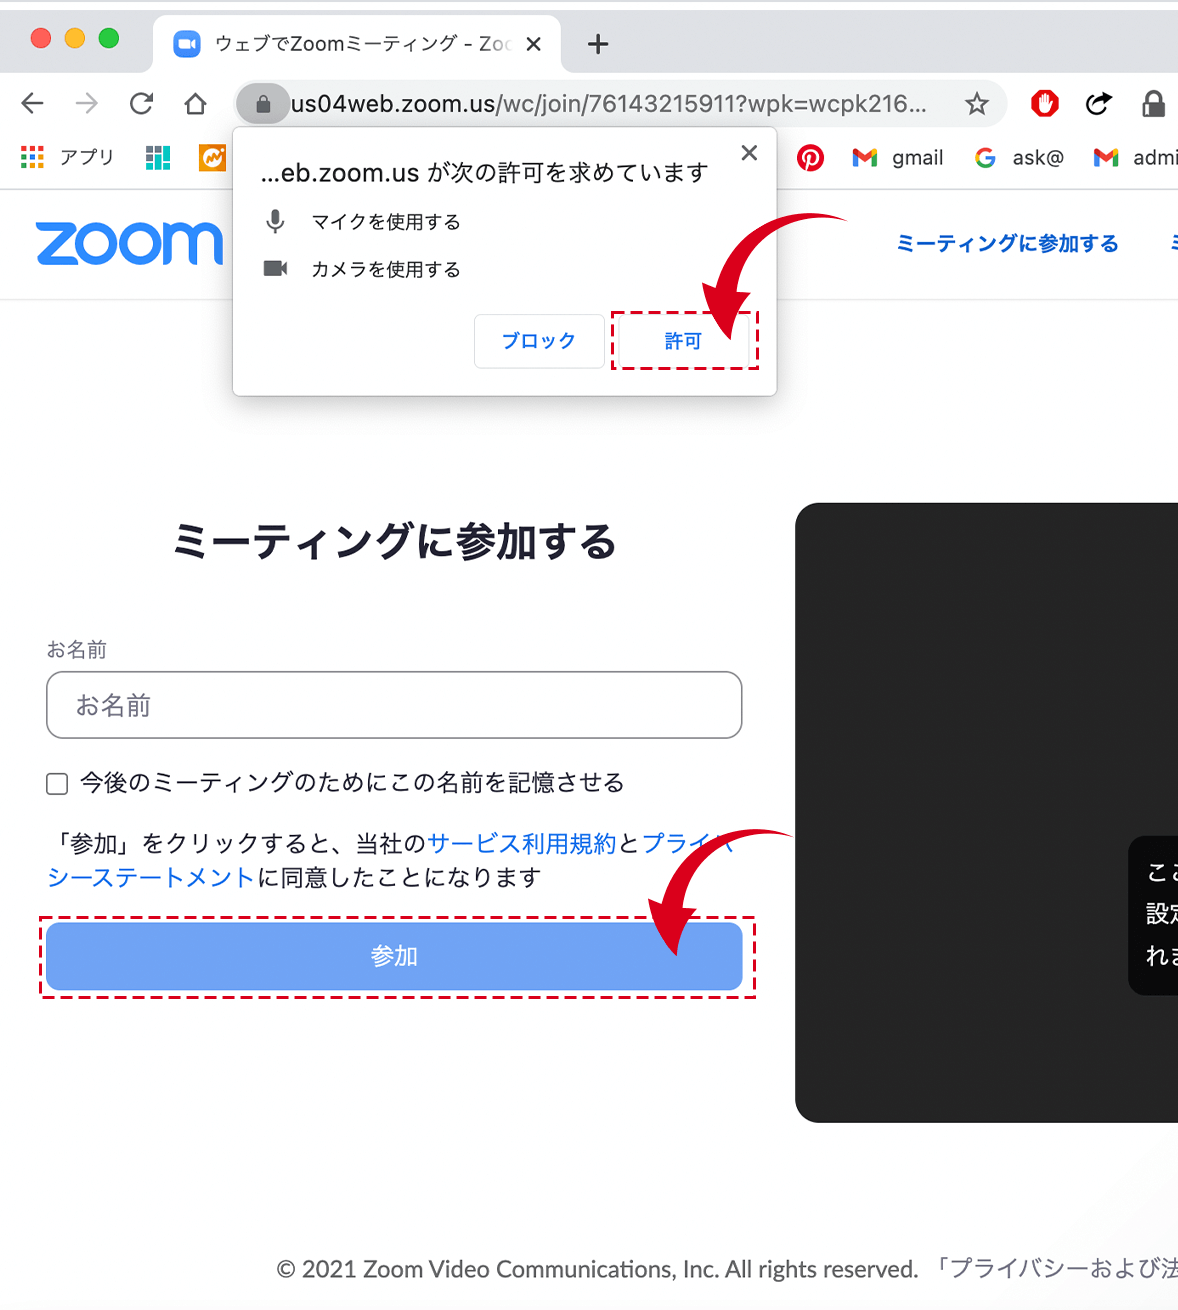 ウェブでZoomミーティング - Zoo
us04web.zoom.us/wc/join/76143215911?wpk=wcpk216...
アプリ
gmail
ask@
admi
...eb.zoom.us が次の許可を求めています
マイクを使用する
カメラを使用する
ブロック
許可
zoom
ミーティングに参加する
ミ
ミーティングに参加する
お名前
お名前
今後のミーティングのためにこの名前を記憶させる
「参加」をクリックすると、当社のサービス利用規約とプライバ
シーステートメントに同意したことになります
参加
ここ
設定
れま
© 2021 Zoom Video Communications, Inc. All rights reserved. 「プライバシーおよび法